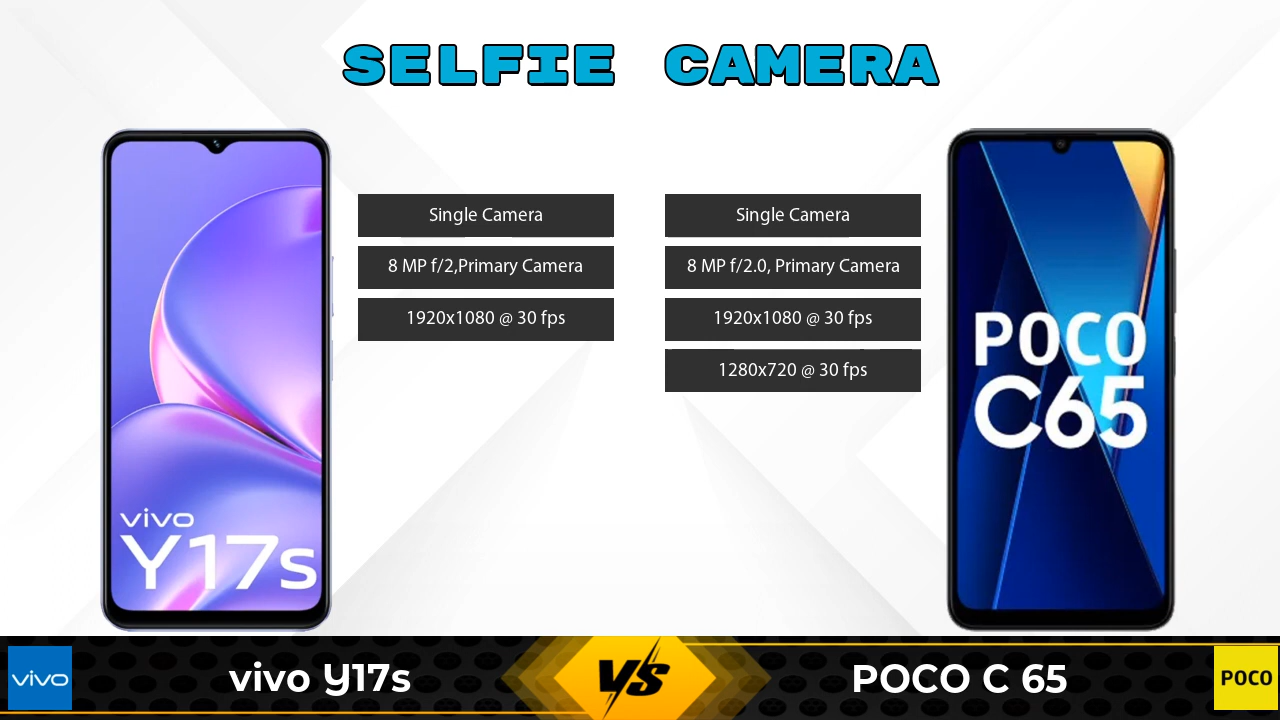 SELFIE CAMERA
Single Camera
8 MP f/2,Primary Camera
1920x1080 @ 30 fps
Single Camera
8 MP f/2.0, Primary Camera
1920x1080 @ 30 fps
1280x720 @ 30 fps
vivo
Y17s
POCO
C65
vivo
vivo Y17s
VS
POCO C 65
POCO